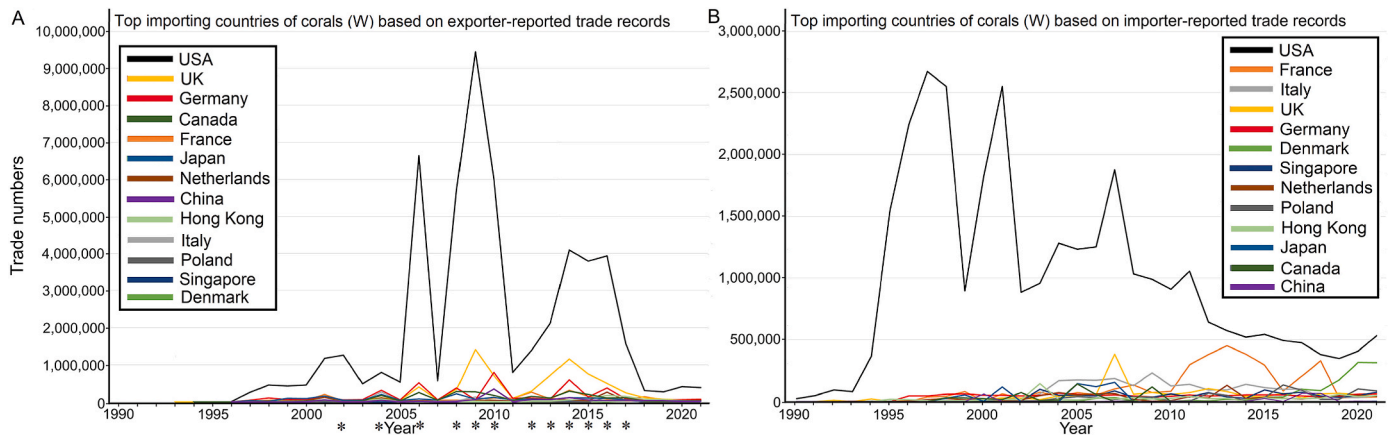 A
Top importing countries of corals (W) based on exporter-reported trade records
10,000,000
9,000,000
8,000,000
7,000,000
6,000,000
5,000,000
4,000,000
3,000,000
2,000,000
1,000,000
0
Trade numbers
USA
UK
Germany
Canada
France
Japan
Netherlands
China
Hong Kong
Italy
Poland
Singapore
Denmark
1990 1995 2000 2005 2010 2015 2020
* *Year* * * * * * * * * *
B
Top importing countries of corals (W) based on importer-reported trade records
3,000,000
2,500,000
2,000,000
1,500,000
1,000,000
500,000
0
USA
France
Italy
UK
Germany
Denmark
Singapore
Netherlands
Poland
Hong Kong
Japan
Canada
China
1990 1995 2000 2005 2010 2015 2020
Year